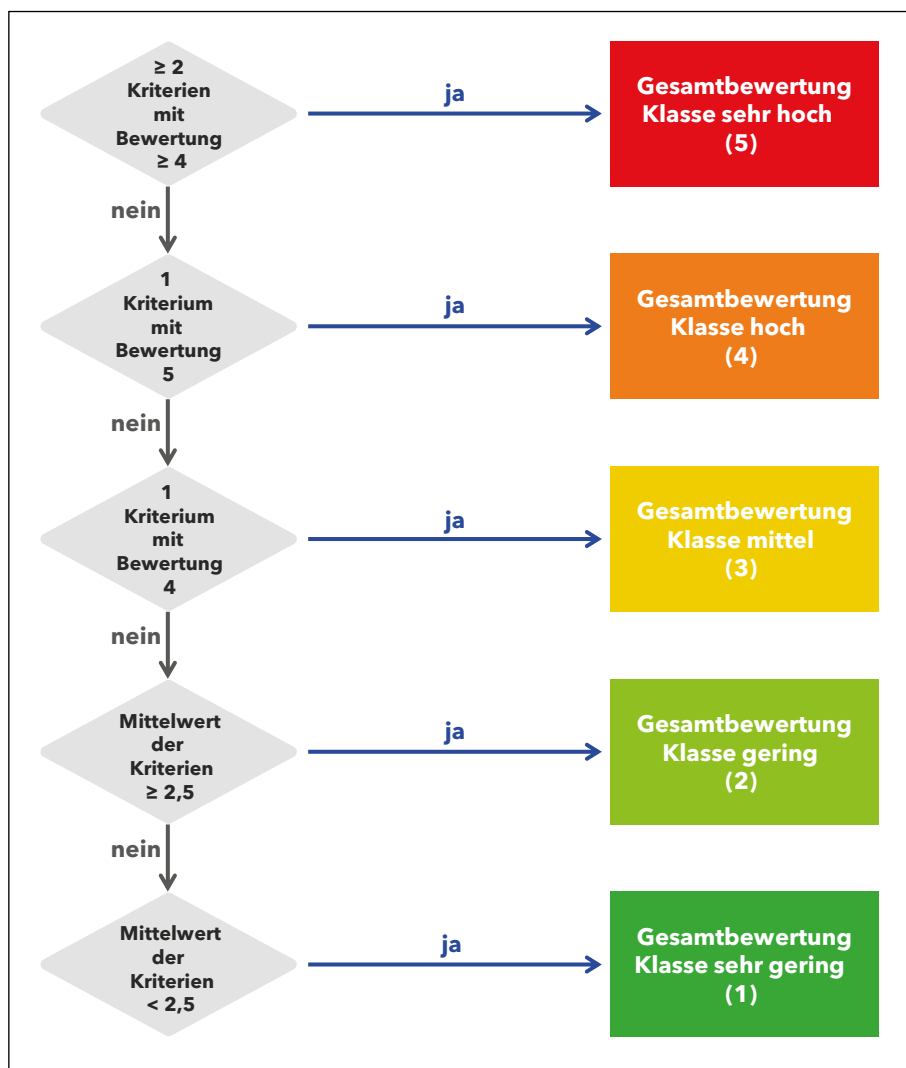 ≥ 2
Kriterien
mit
Bewertung
≥ 4
ja
Gesamtbewertung
Klasse sehr hoch
(5)
nein
1
Kriterium
mit
Bewertung
5
ja
Gesamtbewertung
Klasse hoch
(4)
nein
1
Kriterium
mit
Bewertung
4
ja
Gesamtbewertung
Klasse mittel
(3)
nein
Mittelwert
der
Kriterien
≥ 2,5
ja
Gesamtbewertung
Klasse gering
(2)
nein
Mittelwert
der
Kriterien
< 2,5
ja
Gesamtbewertung
Klasse sehr gering
(1)